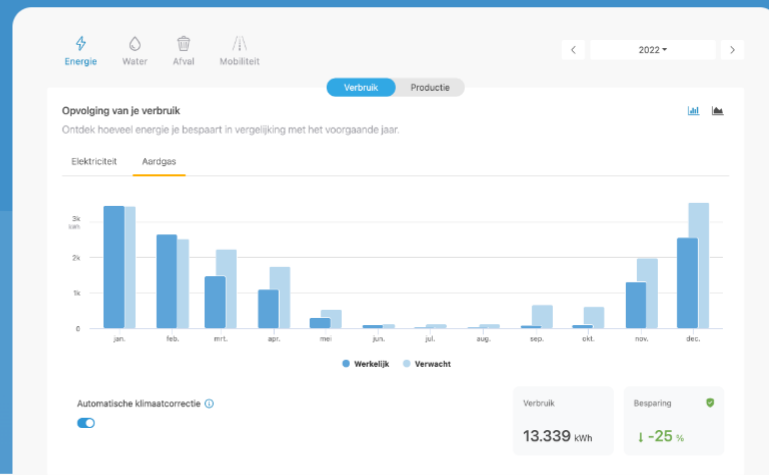 Energie Water Afval Mobiliteit
2022
Verbruik Productie
Opvolging van je verbruik
Ontdek hoeveel energie je bespaart in vergelijking met het voorgaande jaar.
Elektriciteit Aardgas
3k
2k
1k
0
jan. feb. mrt. apr. mei jun. jul. aug. sep. okt. nov. dec.
Werkelijk Verwacht
Automatische klimaatcorrectie
Verbruik
13.339 kWh
Besparing
-25 %